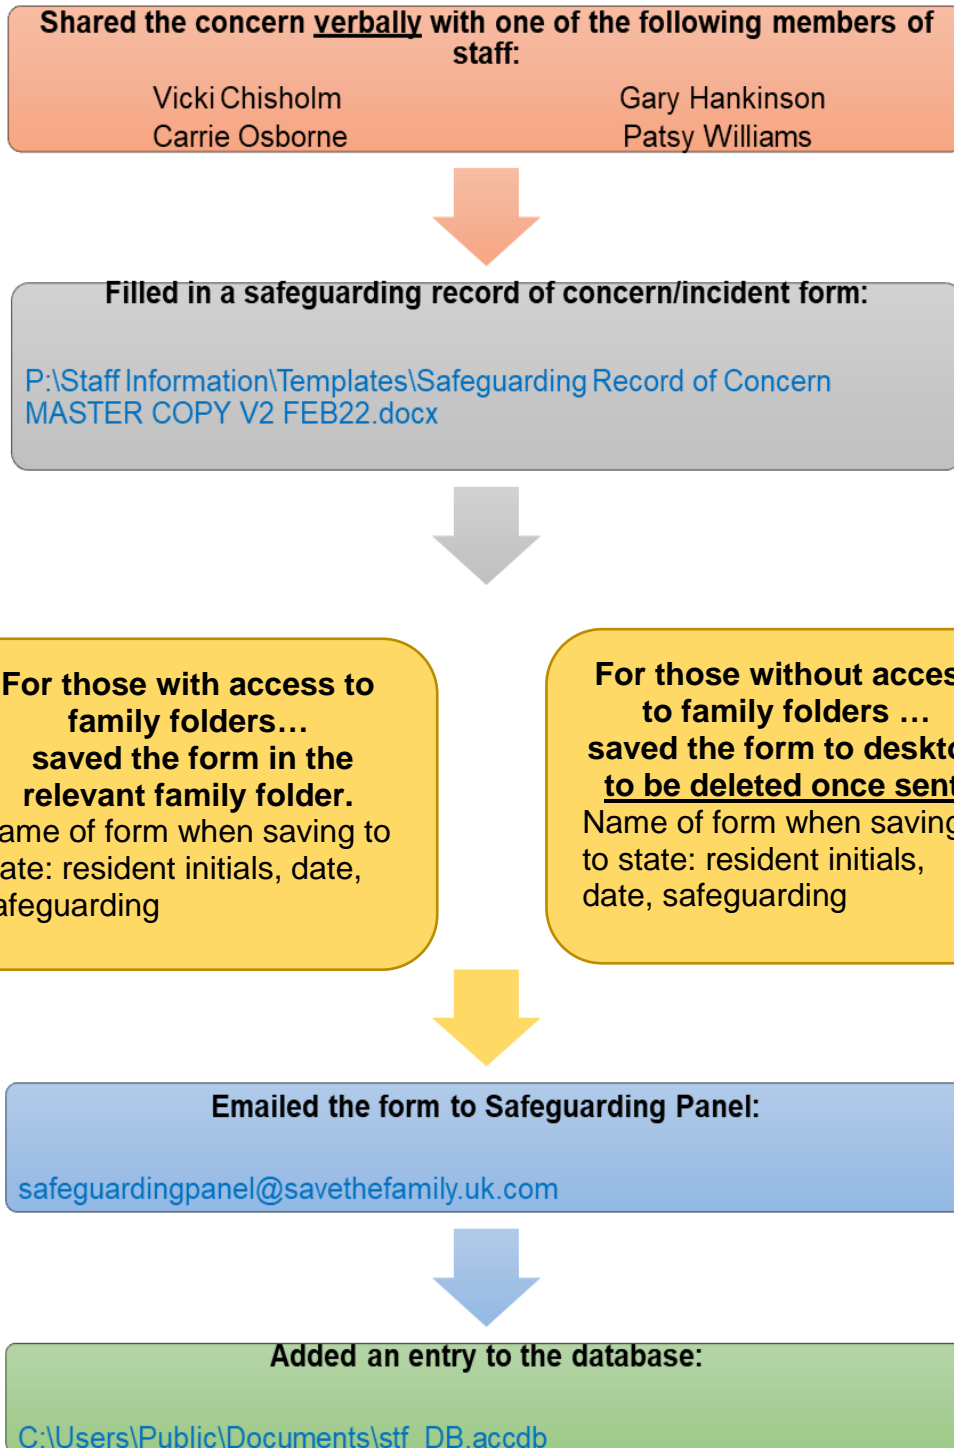 Shared the concern verbally with one of the following members of
staff:
Vicki Chisholm Gary Hankinson
Carrie Osborne Patsy Williams
Filled in a safeguarding record of concern/incident form:
P:\Staff Information\Templates\Safeguarding Record of Concern
MASTER COPY V2 FEB22.docx
For those with access to
family folders…
saved the form in the
relevant family folder.
ame of form when saving to
ate: resident initials, date,
afeguarding
For those without acces
to family folders …
saved the form to deskto
to be deleted once sent
Name of form when saving
to state: resident initials,
date, safeguarding
Emailed the form to Safeguarding Panel:
safeguardingpanel@savethefamily.uk.com
Added an entry to the database:
C:\Users\Public\Documents\stf_DB.accdb